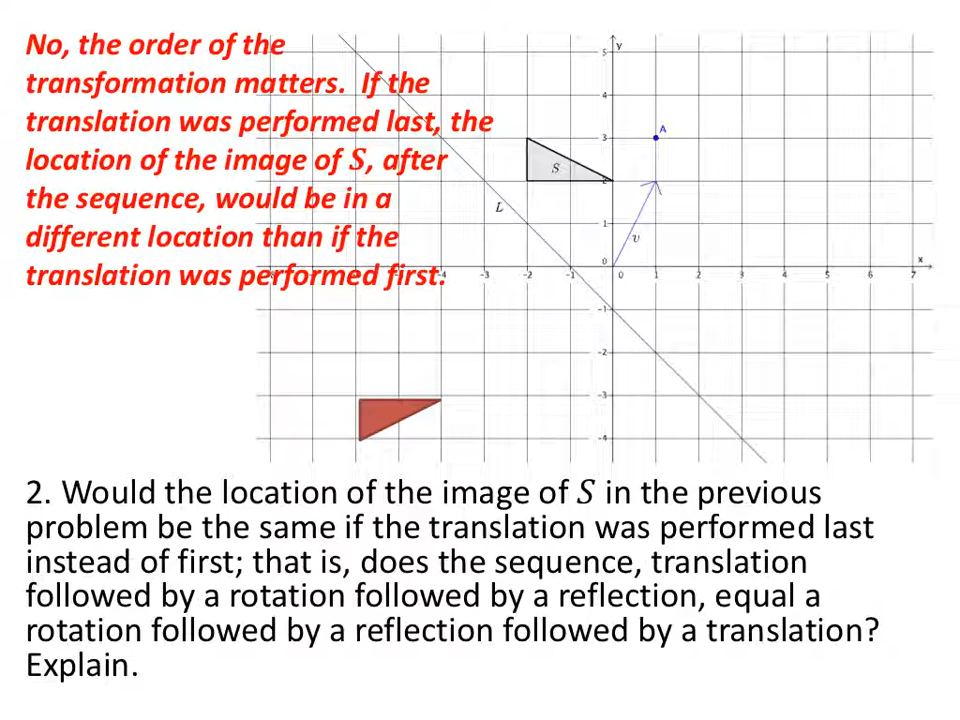 No, the order of the
transformation matters.  If the
translation was performed last, the
location of the image of S, after
the sequence, would be in a
different location than if the
translation was performed first.
y
5
4
A
3
S
2
L
1
v
0
x
-4
-3
-2
-1
0
1
2
3
4
5
6
7
-1
-2
-3
-4
2. Would the location of the image of S in the previous
problem be the same if the translation was performed last
instead of first; that is, does the sequence, translation
followed by a rotation followed by a reflection, equal a
rotation followed by a reflection followed by a translation?
Explain.